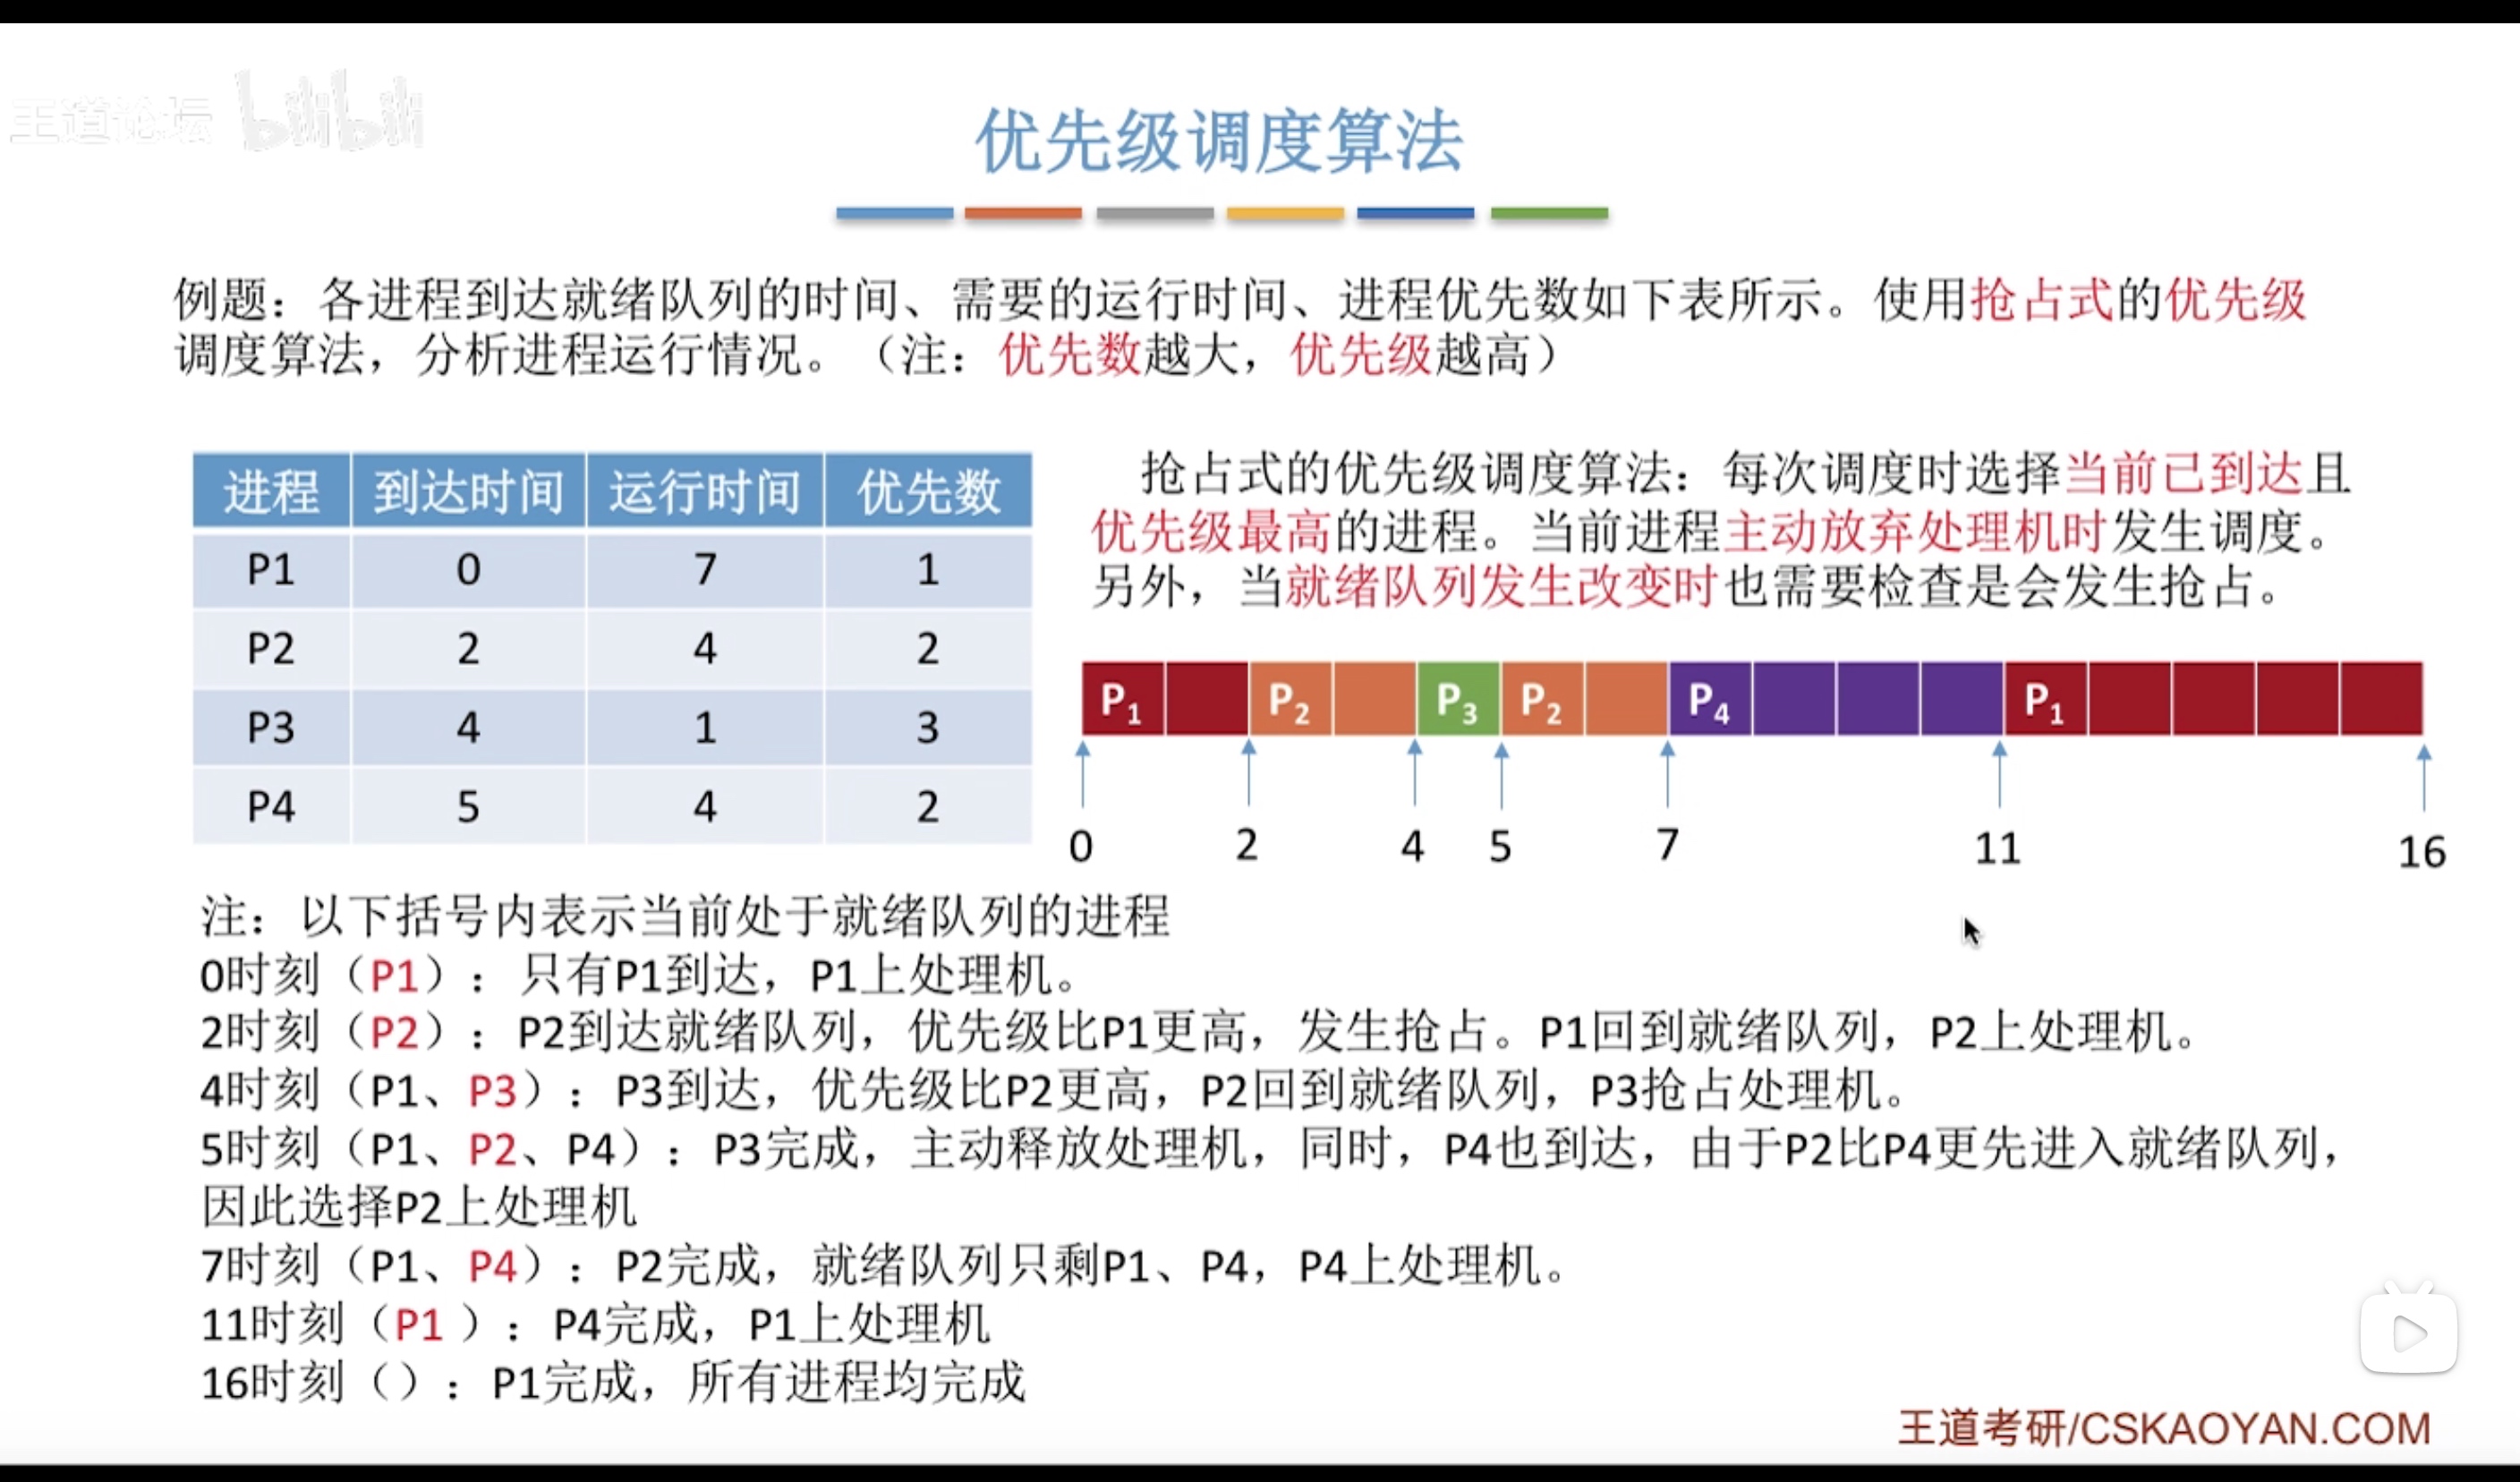 王道论坛 bilibili
优先级调度算法
例题：各进程到达就绪队列的时间、需要的运行时间、进程优先数如下表所示。使用抢占式的优先级
调度算法，分析进程运行情况。（注：优先数越大，优先级越高）
进程 到达时间 运行时间 优先数
P1 0 7 1
P2 2 4 2
P3 4 1 3
P4 5 4 2
抢占式的优先级调度算法：每次调度时选择当前已到达且
优先级最高的进程。当前进程主动放弃处理机时发生调度。
另外，当就绪队列发生改变时也需要检查是会发生抢占。
P1 P2 P3 P2 P4 P1
0 2 4 5 7 11 16
注：以下括号内表示当前处于就绪队列的进程
0时刻（P1）：只有P1到达，P1上处理机。
2时刻（P2）：P2到达就绪队列，优先级比P1更高，发生抢占。P1回到就绪队列，P2上处理机。
4时刻（P1、P3）：P3到达，优先级比P2更高，P2回到就绪队列，P3抢占处理机。
5时刻（P1、P2、P4）：P3完成，主动释放处理机，同时，P4也到达，由于P2比P4更先进入就绪队列，
因此选择P2上处理机
7时刻（P1、P4）：P2完成，就绪队列只剩P1、P4，P4上处理机。
11时刻（P1 ）：P4完成，P1上处理机
16时刻（）：P1完成，所有进程均完成
王道考研/CSKAOYAN.COM